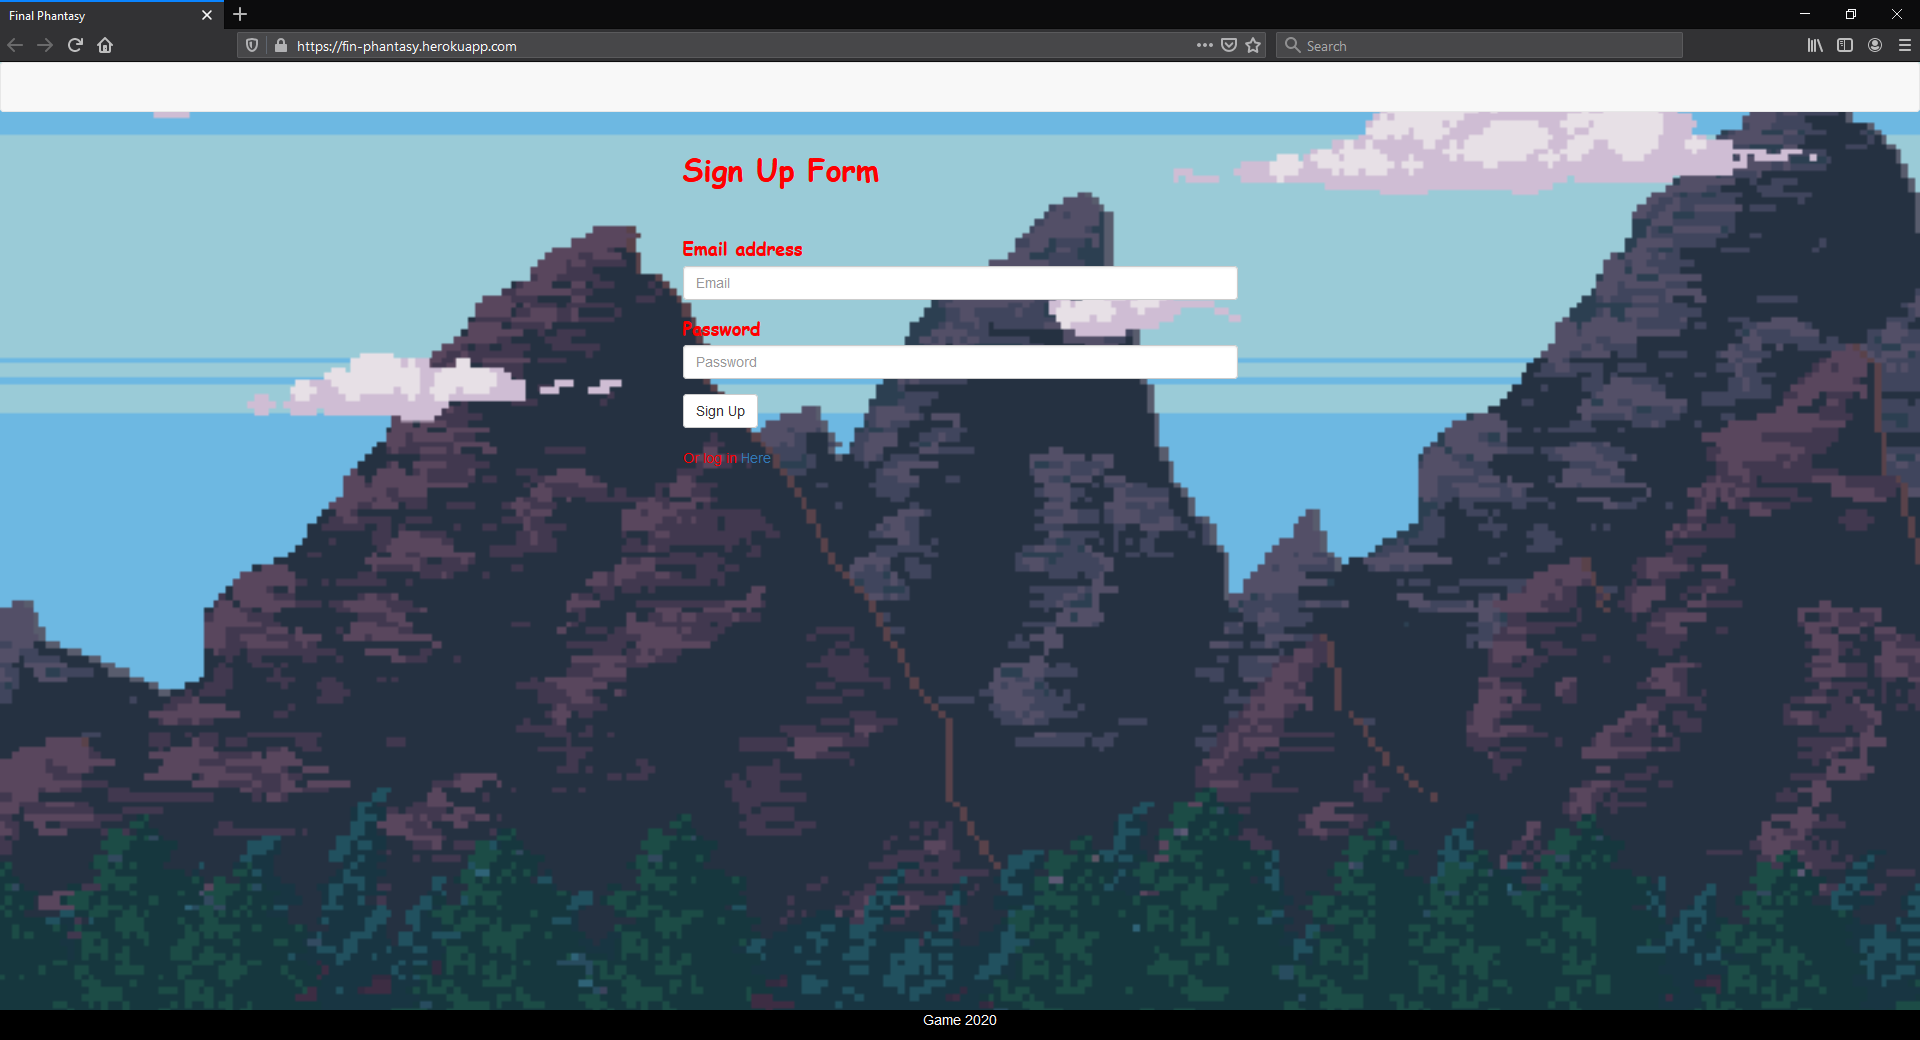 Final Phantasy
https://fin-phantasy.herokuapp.com
Search
Sign Up Form
Email address
Email
Password
Password
Sign Up
Or log in Here
Game 2020